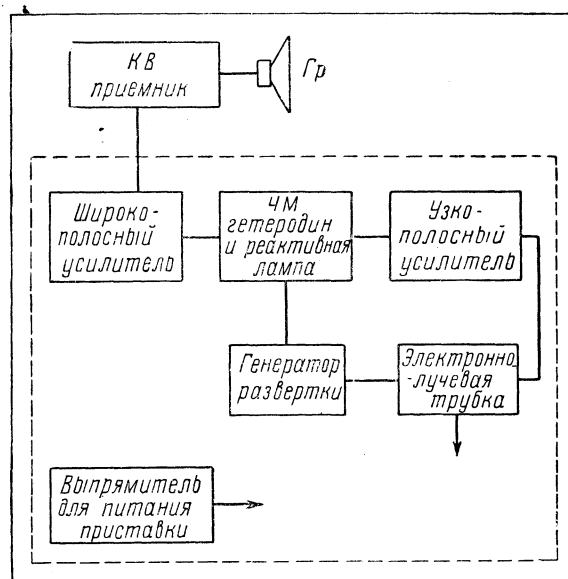 КВ
приемник
Гр
Широко-
полосный
усилитель
ЧМ
гетеродин
и реактивная
лампа
Узко-
полосный
усилитель
Генератор
развертки
Электронно-
-лучевая
трубка
Выпрямитель
для питания
приставки